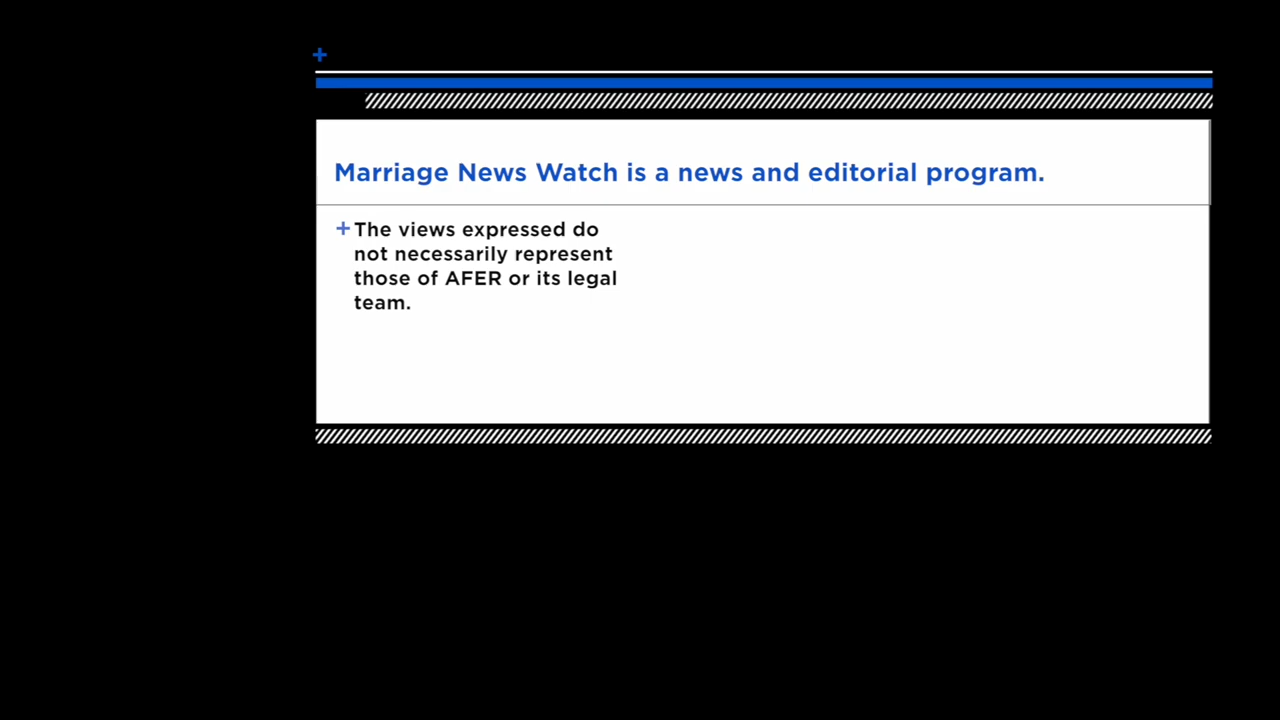 Marriage News Watch is a news and editorial program.
The views expressed do
not necessarily represent
those of AFER or its legal
team.